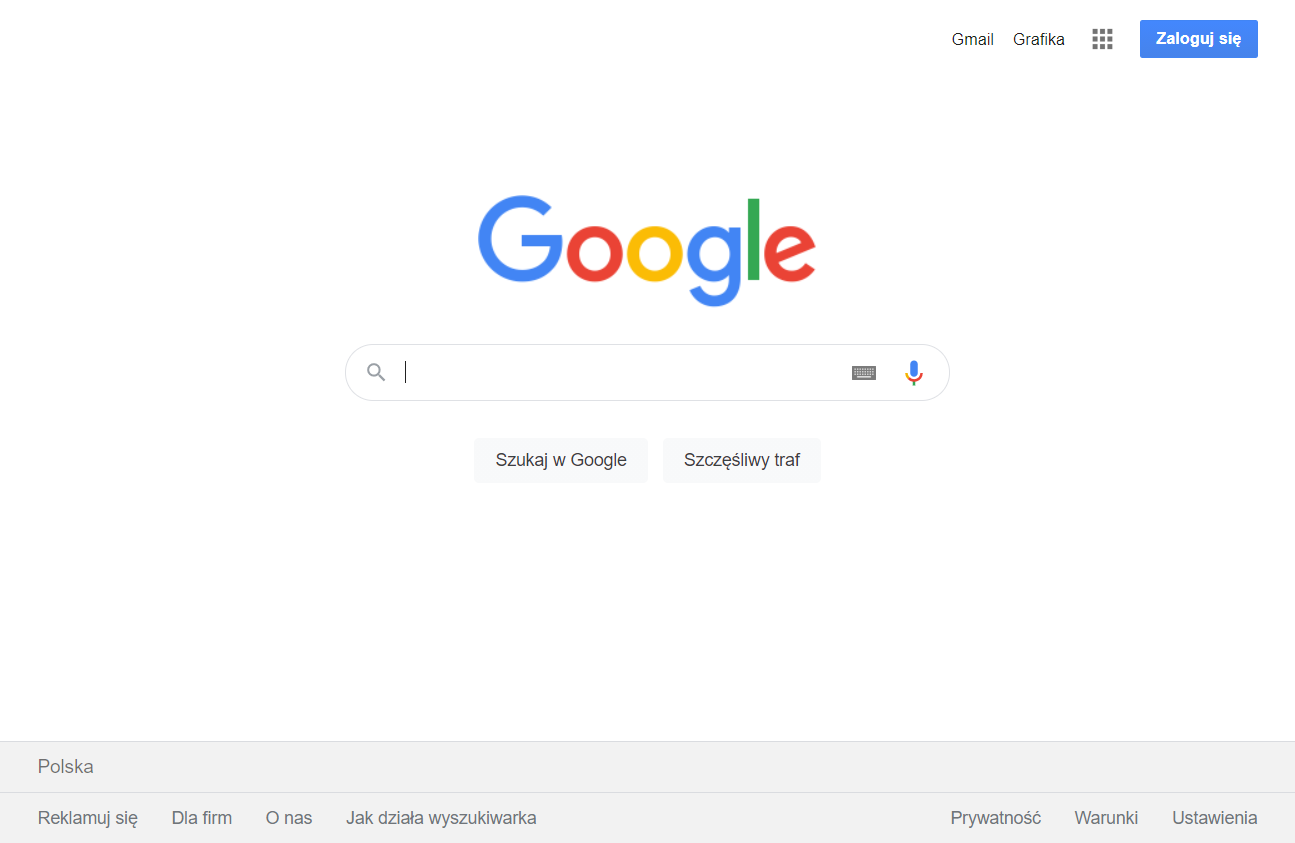 Gmail Grafika Zaloguj się
Google
Szukaj w Google Szczęśliwy traf
Polska
Reklamuj się Dla firm O nas Jak działa wyszukiwarka Prywatność Warunki Ustawienia